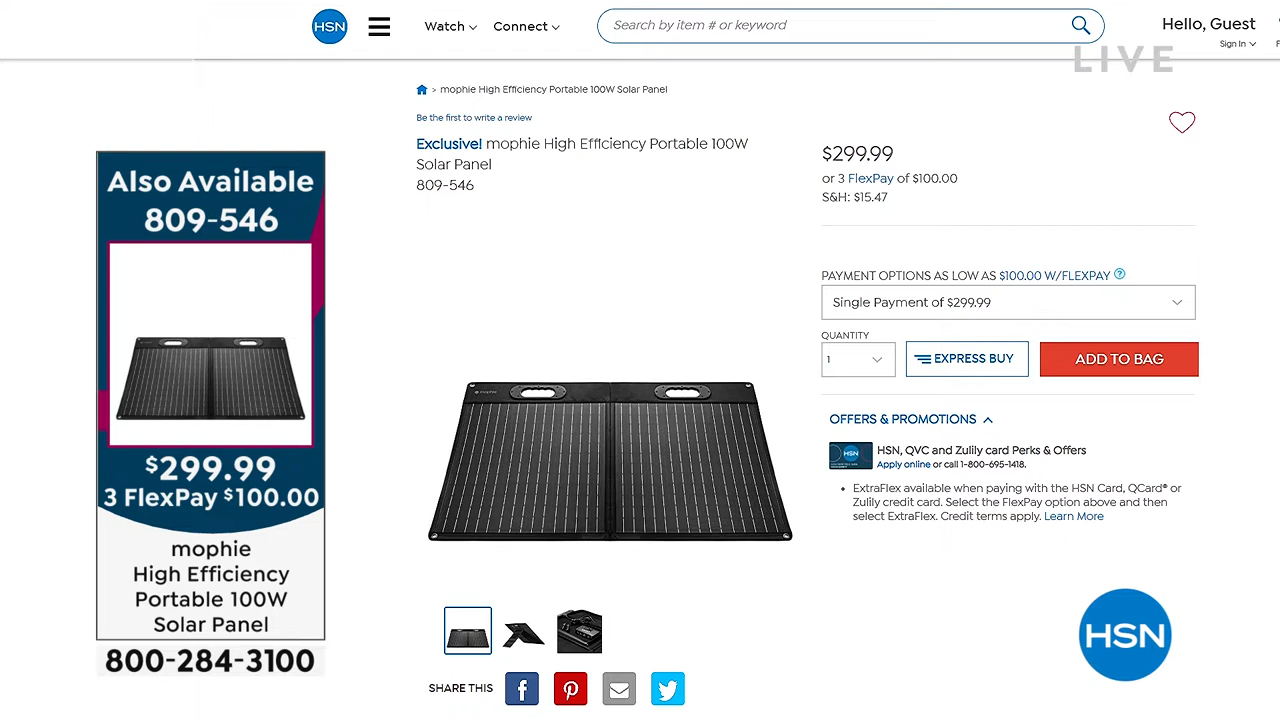 HSN
Watch
Connect
Search by item # or keyword
Hello, Guest
Sign In
LIVE
> mophie High Efficiency Portable 100W Solar Panel
Be the first to write a review
Exclusive! mophie High Efficiency Portable 100W
Solar Panel
809-546
$299.99
or 3 FlexPay of $100.00
S&H: $15.47
PAYMENT OPTIONS AS LOW AS $100.00 W/FLEXPAY ?
Single Payment of $299.99
QUANTITY
1
EXPRESS BUY
ADD TO BAG
OFFERS & PROMOTIONS
HSN
HSN, QVC and Zulily card Perks & Offers
Apply online or call 1-800-695-1418.
• ExtraFlex available when paying with the HSN Card, QCard® or
Zulily credit card. Select the FlexPay option above and then
select ExtraFlex. Credit terms apply. Learn More
Also Available
809-546
$299.99
3 FlexPay $100.00
mophie
High Efficiency
Portable 100W
Solar Panel
800-284-3100
mophie
SHARE THIS
HSN